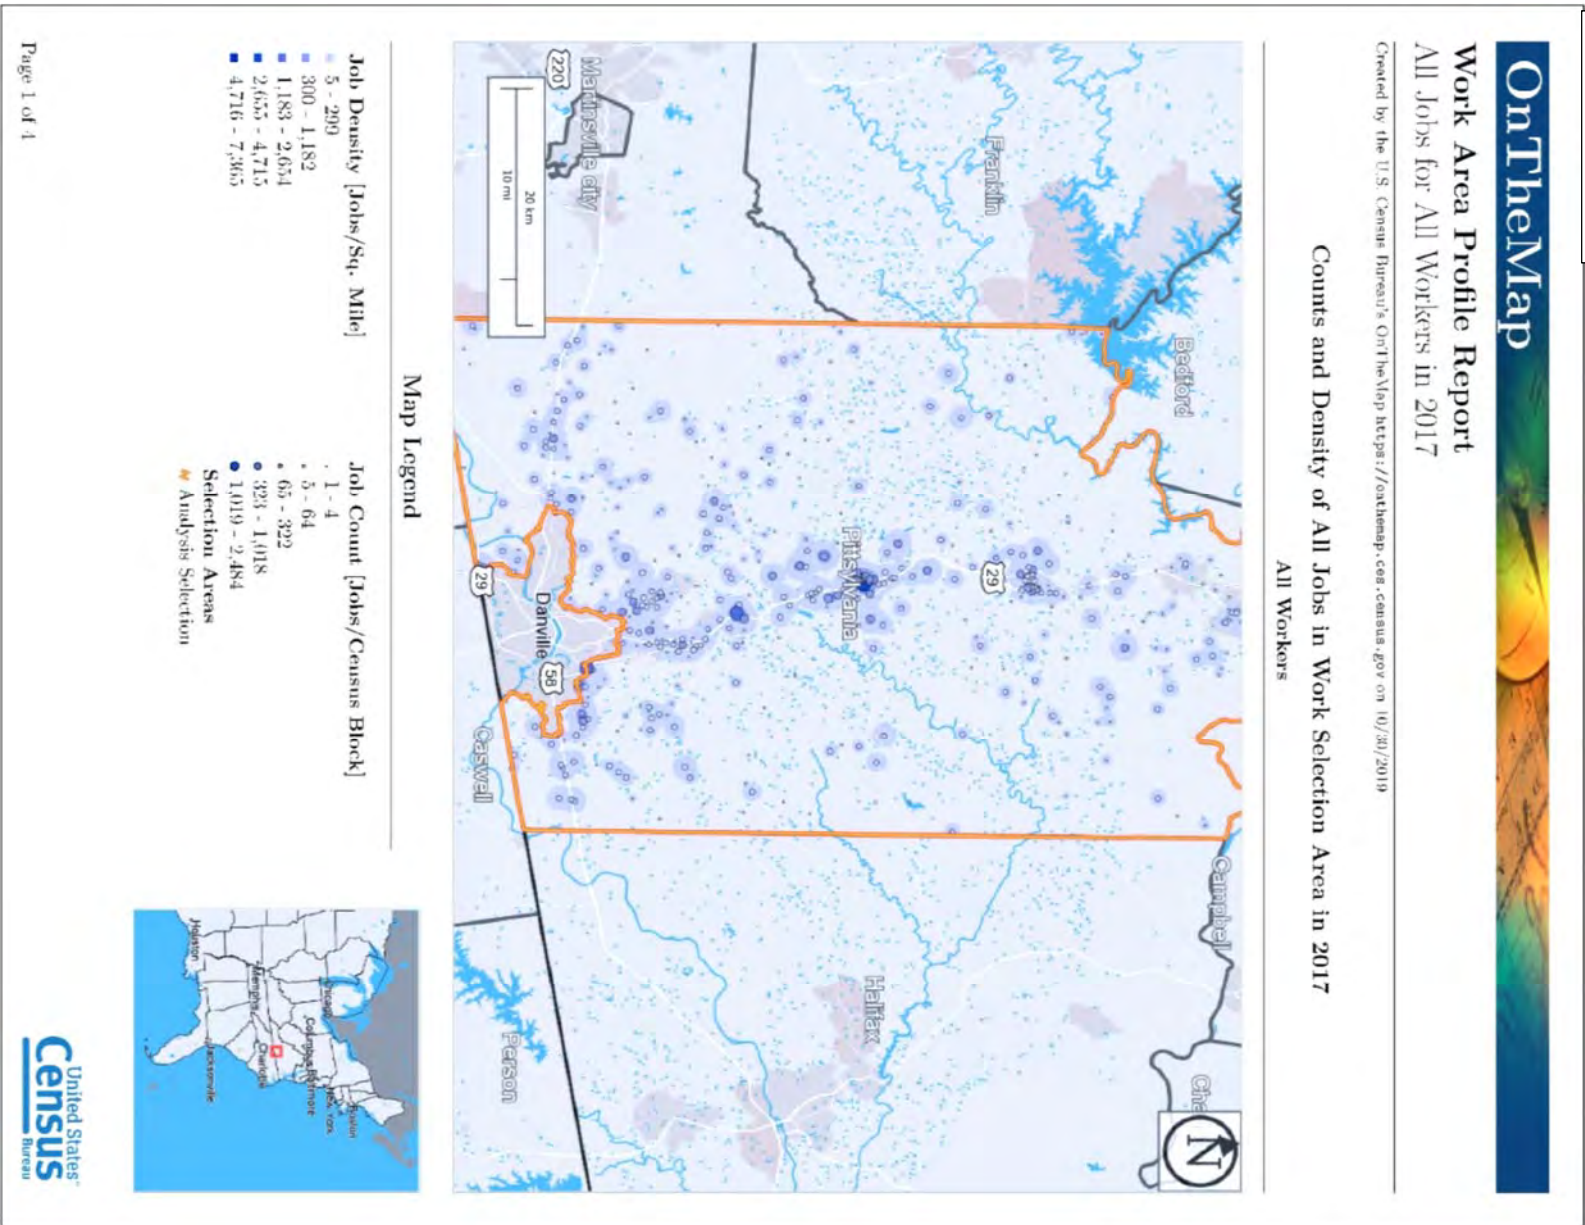 OnTheMap
Work Area Profile Report
All Jobs for All Workers in 2017
Created by the U.S. Census Bureau's OnTheMap https://onthemap.ces.census.gov on 10/30/2019
Counts and Density of All Jobs in Work Selection Area in 2017
All Workers
Bedford
Campbell
Franklin
29
Pittsylvania
Halifax
Martinsville city
220
Danville
58
29
Caswell
Person
20 km
10 mi
N
Map Legend
Job Density [Jobs/Sq. Mile]
5 - 299
300 - 1,182
1,183 - 2,654
2,655 - 4,715
4,716 - 7,365
Job Count [Jobs/Census Block]
1 - 4
5 - 64
65 - 322
323 - 1,018
1,019 - 2,484
Selection Areas
Analysis Selection
Chicago
New York
Memphis
Charlotte
Houston
Jacksonville
Page 1 of 4
United States
Census
Bureau